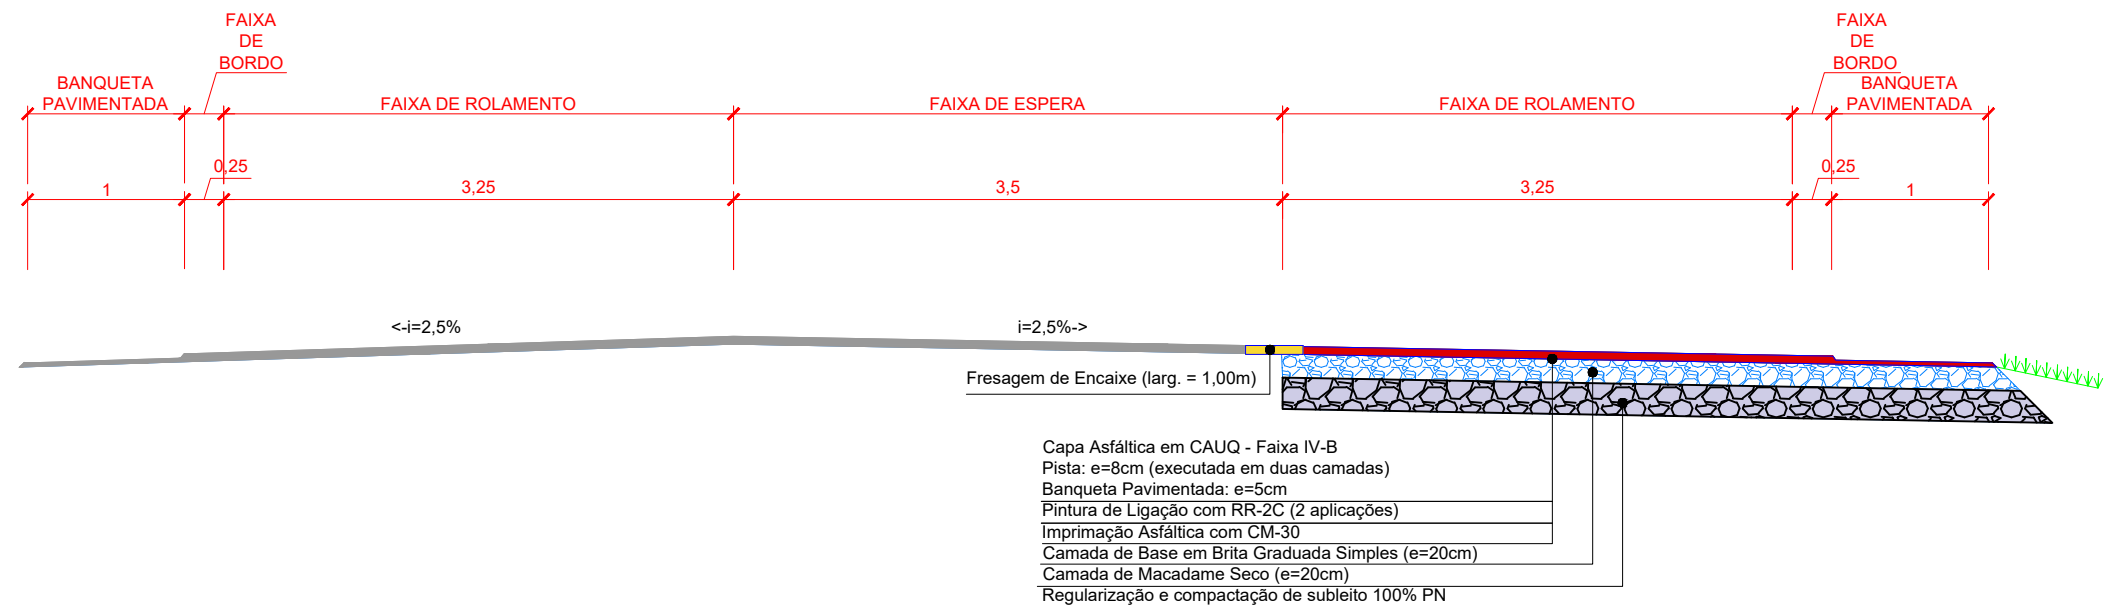 FAIXA
DE
BORDO
FAIXA
DE
BORDO
BANQUETA
PAVIMENTADA
FAIXA DE ROLAMENTO
FAIXA DE ESPERA
FAIXA DE ROLAMENTO
BANQUETA
PAVIMENTADA
0,25
0,25
1
3,25
3,5
3,25
1
<-i=2,5%
i=2,5%->
Fresagem de Encaixe (larg. = 1,00m)
Capa Asfáltica em CAUQ - Faixa IV-B
Pista: e=8cm (executada em duas camadas)
Banqueta Pavimentada: e=5cm
Pintura de Ligação com RR-2C (2 aplicações)
Imprimação Asfáltica com CM-30
Camada de Base em Brita Graduada Simples (e=20cm)
Camada de Macadame Seco (e=20cm)
Regularização e compactação de subleito 100% PN